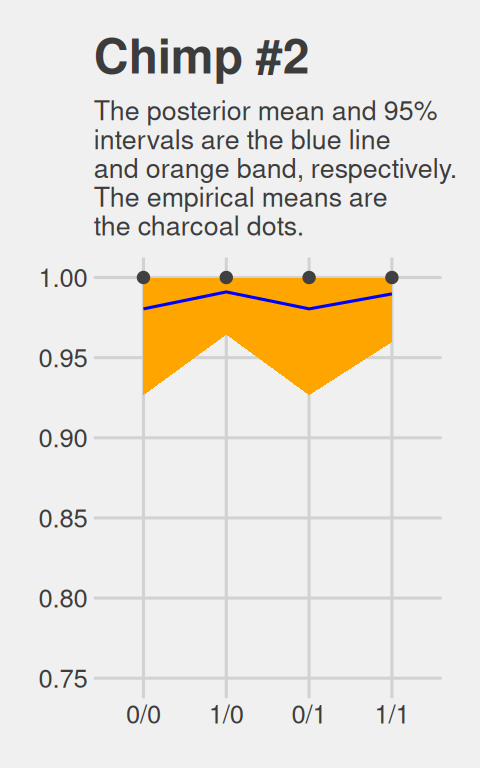 Chimp #2
The posterior mean and 95%
intervals are the blue line
and orange band, respectively.
The empirical means are
the charcoal dots.
1.00
0.95
0.90
0.85
0.80
0.75
0/0 1/0 0/1 1/1